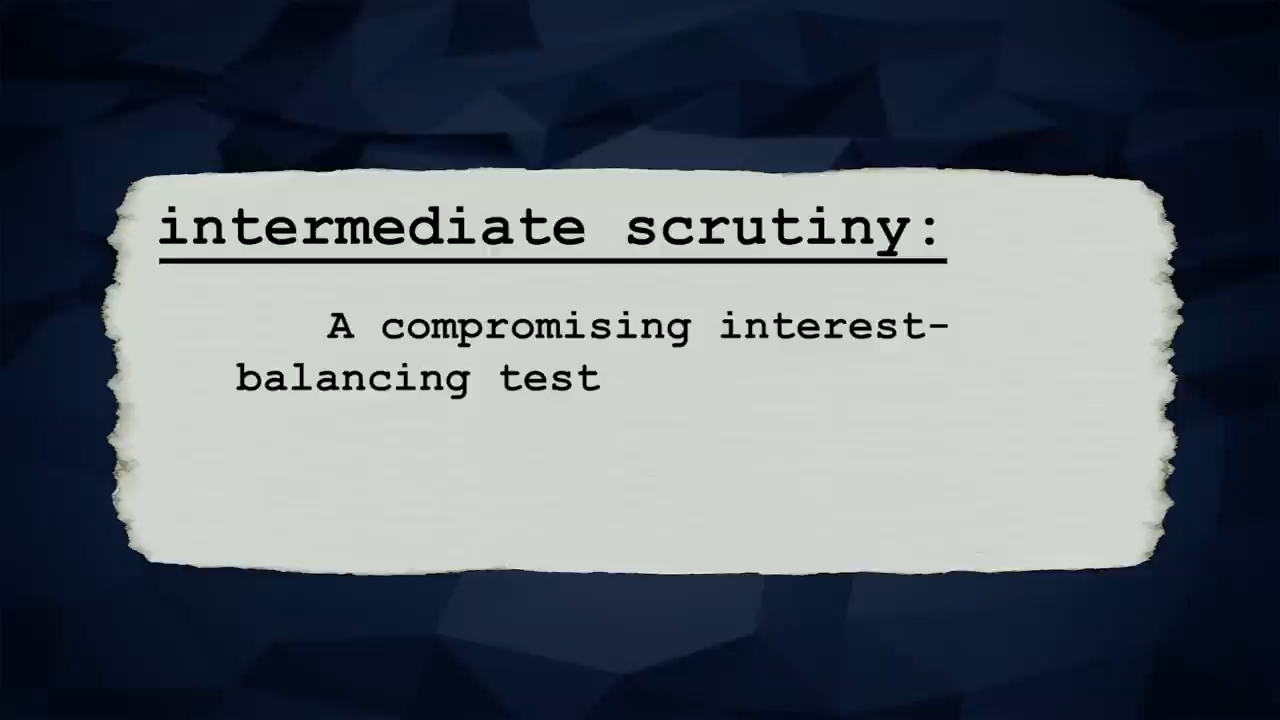 intermediate scrutiny:
A compromising interest-
balancing test